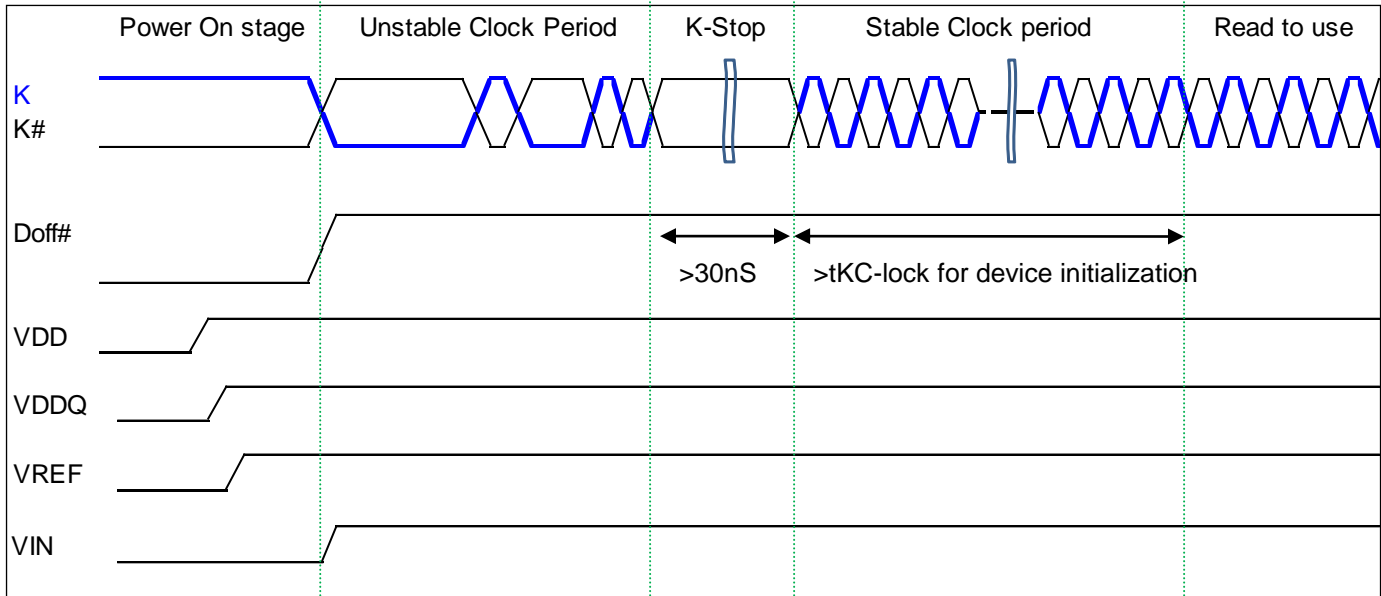 Power On stage
Unstable Clock Period
K-Stop
Stable Clock period
Read to use
K
K#
Doff#
>30nS
>tKC-lock for device initialization
VDD
VDDQ
VREF
VIN